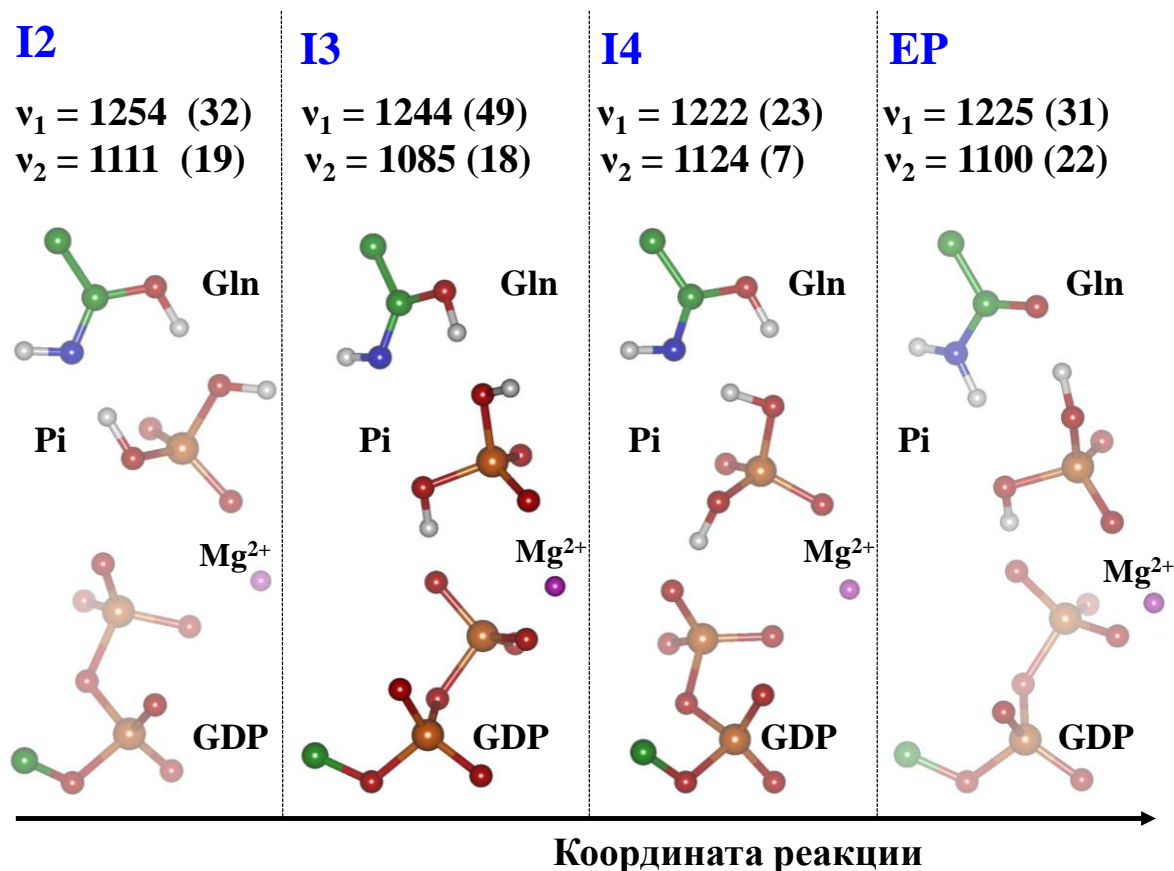 I2
I3
I4
EP
ν₁ = 1254 (32)
ν₂ = 1111 (19)
ν₁ = 1244 (49)
ν₂ = 1085 (18)
ν₁ = 1222 (23)
ν₂ = 1124 (7)
ν₁ = 1225 (31)
ν₂ = 1100 (22)
Gln
Gln
Gln
Gln
Pi
Pi
Pi
Pi
Mg²⁺
Mg²⁺
Mg²⁺
Mg²⁺
GDP
GDP
GDP
GDP
Координата реакции